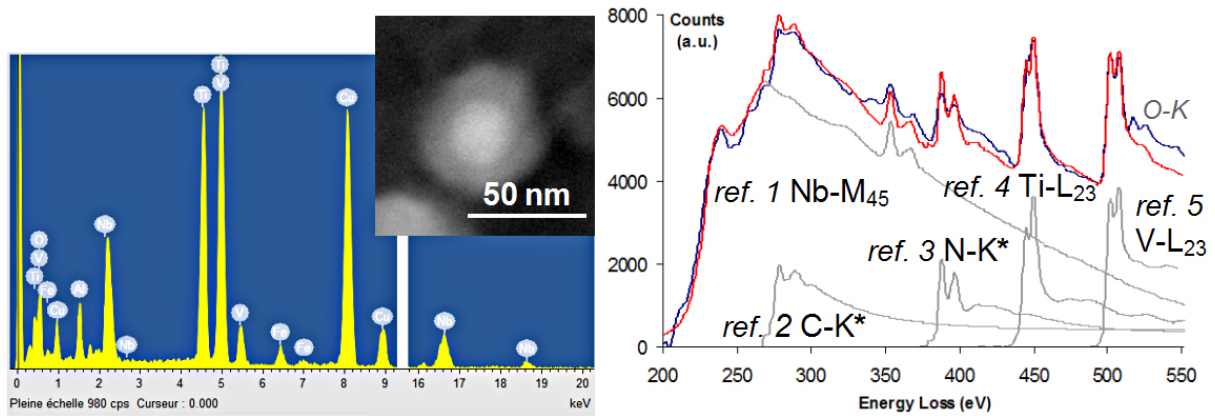 Ti
V
Ti
Cu
O
V
Ti
Fe
Cu
Al
Nb
Nb
V
Fe
Fe
Cu
Nb
Nb
50 nm
0 1 2 3 4 5 6 7 8 9 16 17 18 19 20
Pleine échelle 980 cps Curseur : 0.000 keV
8000
6000
4000
2000
0
Counts
(a.u.)
O-K
ref. 1 Nb-M45
ref. 4 Ti-L23
ref. 5
V-L23
ref. 3 N-K*
ref. 2 C-K*
200 250 300 350 400 450 500 550
Energy Loss (eV)